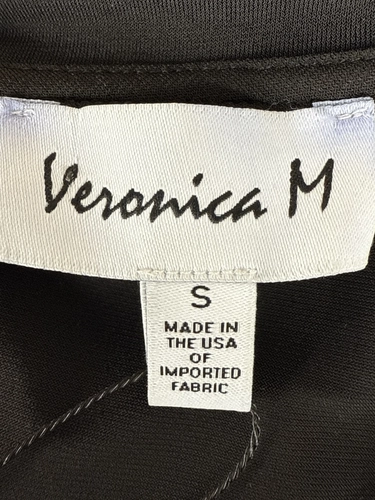 Veronica M
S
MADE IN
THE USA
OF
IMPORTED
FABRIC